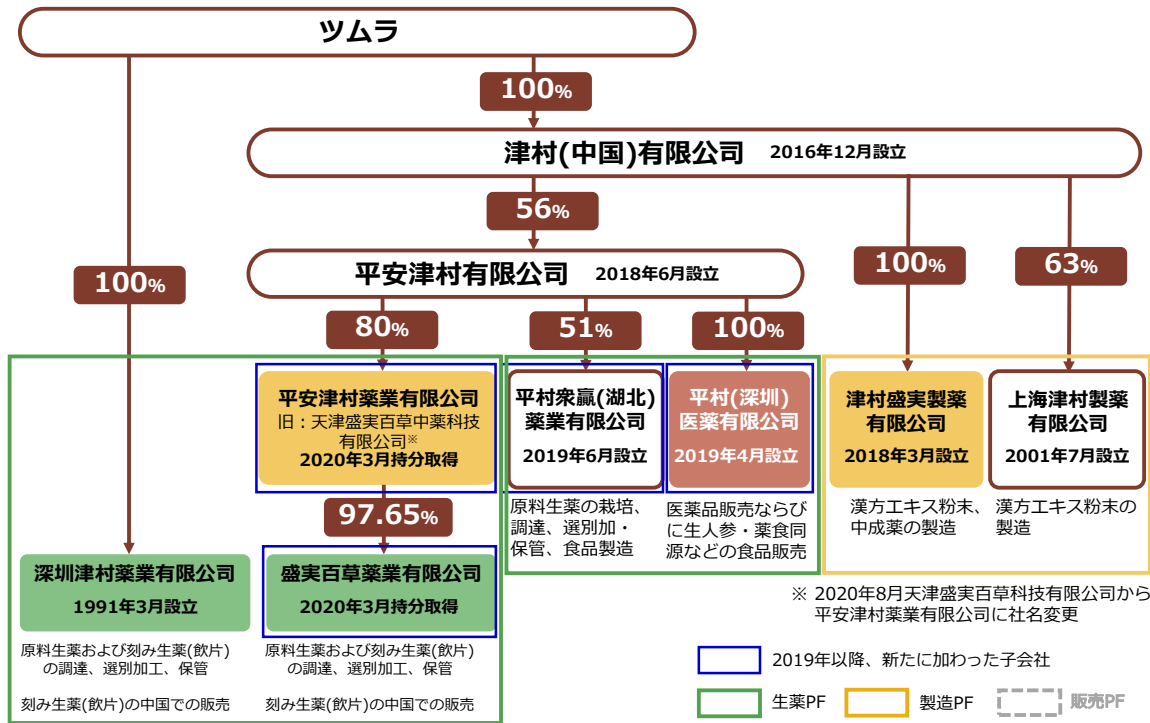 ツムラ
100%
津村(中国)有限公司 2016年12月設立
56%
平安津村有限公司 2018年6月設立
100%
100%
63%
80%
51%
100%
平安津村薬業有限公司
旧：天津盛実百草中薬科技
有限公司※
2020年3月持分取得
平村衆贏(湖北)
薬業有限公司
2019年6月設立
平村(深圳)
医薬有限公司
2019年4月設立
津村盛実製薬
有限公司
2018年3月設立
上海津村製薬
有限公司
2001年7月設立
97.65%
原料生薬の栽培、
調達、選別加・
保管、食品製造
医薬品販売ならび
に生人参・薬食同
源などの食品販売
漢方エキス粉末、
中成薬の製造
漢方エキス粉末の
製造
深圳津村薬業有限公司
1991年3月設立
盛実百草薬業有限公司
2020年3月持分取得
※ 2020年8月天津盛実百草科技有限公司から
平安津村薬業有限公司に社名変更
原料生薬および刻み生薬(飲片)
の調達、選別加工、保管
刻み生薬(飲片)の中国での販売
原料生薬および刻み生薬(飲片)
の調達、選別加工、保管
刻み生薬(飲片)の中国での販売
2019年以降、新たに加わった子会社
生薬PF
製造PF
販売PF